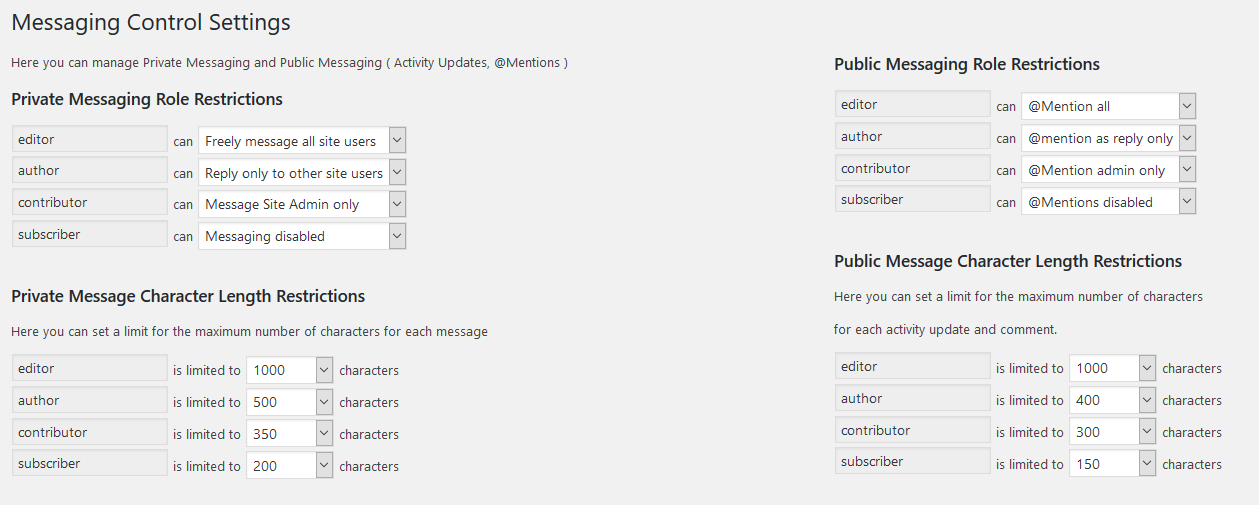 Messaging Control Settings
Here you can manage Private Messaging and Public Messaging ( Activity Updates, @Mentions )
Private Messaging Role Restrictions
editor can Freely message all site users
author can Reply only to other site users
contributor can Message Site Admin only
subscriber can Messaging disabled
Private Message Character Length Restrictions
Here you can set a limit for the maximum number of characters for each message
editor is limited to 1000 characters
author is limited to 500 characters
contributor is limited to 350 characters
subscriber is limited to 200 characters
Public Messaging Role Restrictions
editor can @Mention all
author can @mention as reply only
contributor can @Mention admin only
subscriber can @Mentions disabled
Public Message Character Length Restrictions
Here you can set a limit for the maximum number of characters
for each activity update and comment.
editor is limited to 1000 characters
author is limited to 400 characters
contributor is limited to 300 characters
subscriber is limited to 150 characters